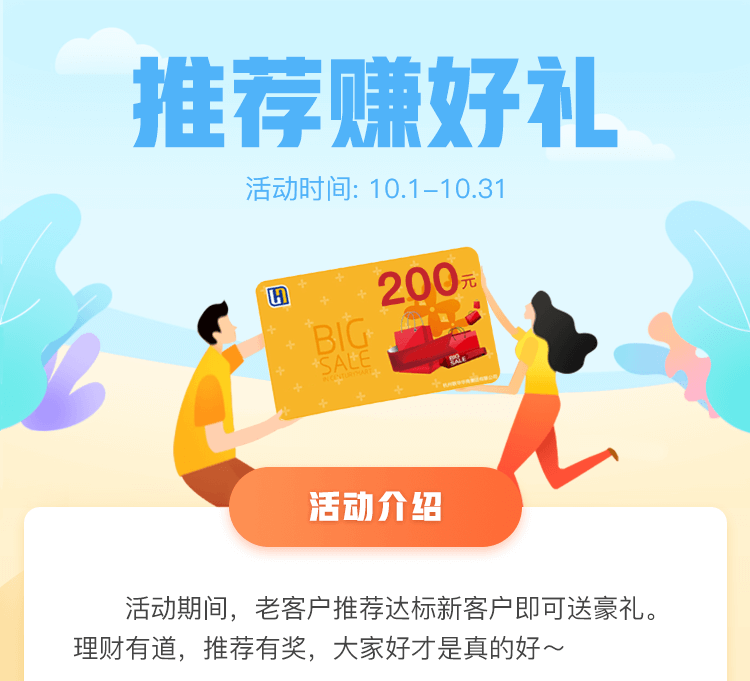 推荐赚好礼
活动时间: 10.1-10.31
200元
BIG
SALE
BIG
SALE
活动介绍
活动期间，老客户推荐达标新客户即可送豪礼。
理财有道，推荐有奖，大家好才是真的好～